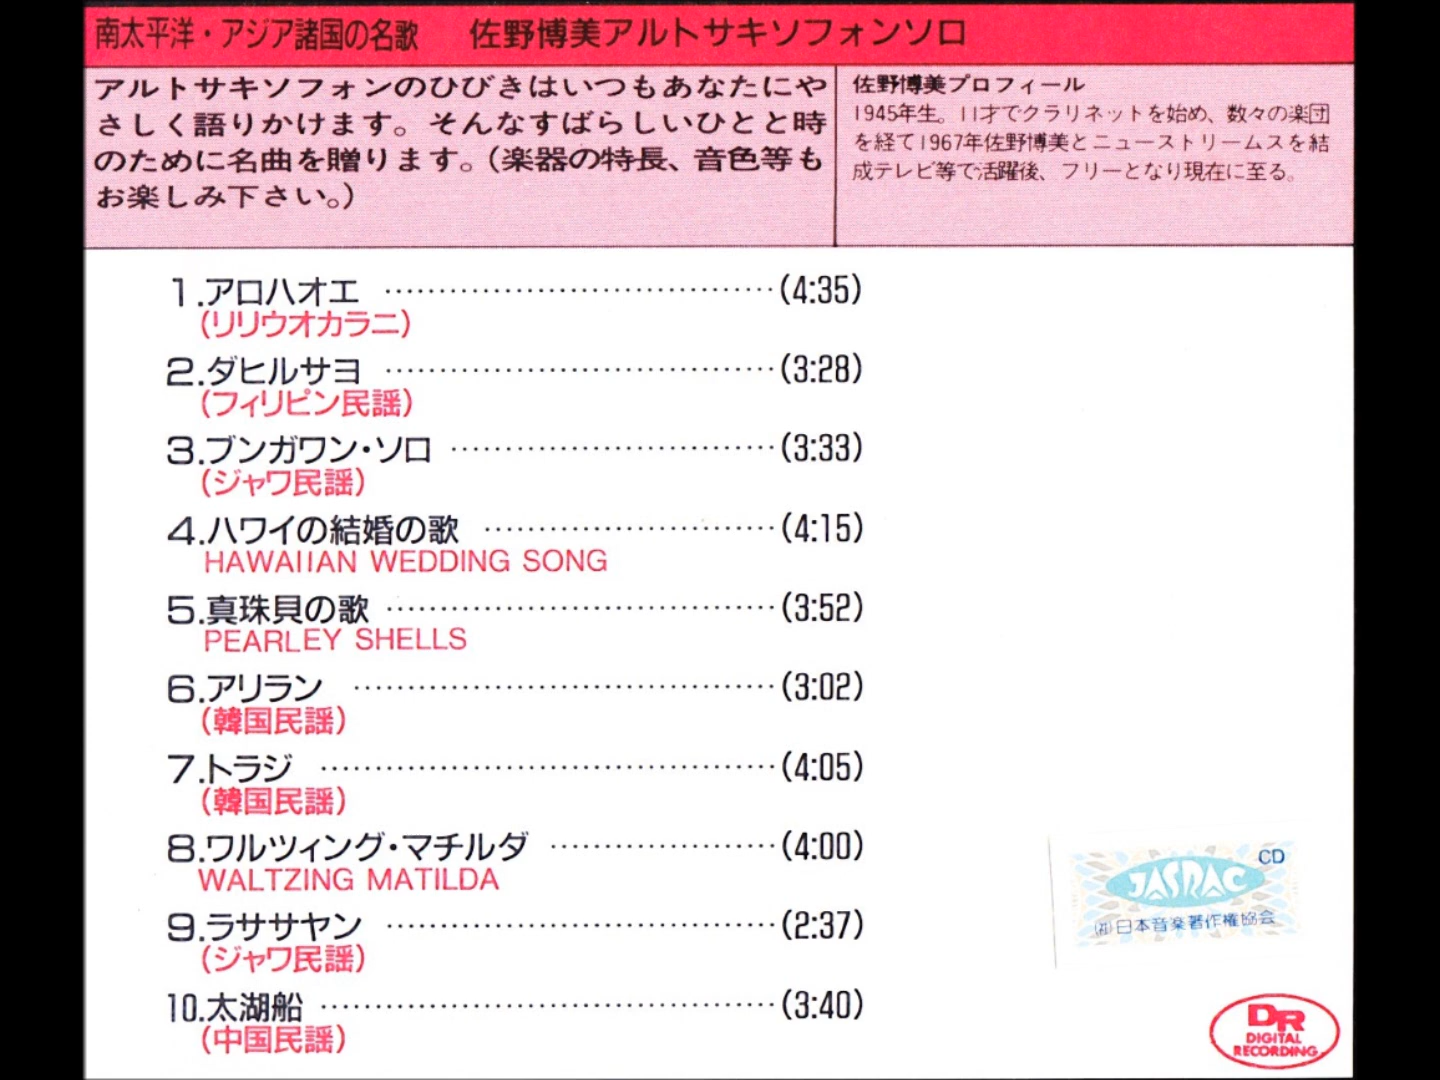 南太平洋・アジア諸国の名歌　佐野博美アルトサキソフォンソロ
アルトサキソフォンのひびきはいつもあなたにや
さしく語りかけます。そんなすばらしいひとと時
のために名曲を贈ります。(楽器の特長、音色等も
お楽しみ下さい。)
佐野博美プロフィール
1945年生。11才でクラリネットを始め、数々の楽団
を経て1967年佐野博美とニューストリームスを結
成テレビ等で活躍後、フリーとなり現在に至る。
1.アロハオエ ………………………………(4:35)
(リリウオカラニ)
2.ダヒルサヨ ………………………………(3:28)
(フィリピン民謡)
3.ブンガワン・ソロ ………………………………(3:33)
(ジャワ民謡)
4.ハワイの結婚の歌 ………………………………(4:15)
HAWAIIAN WEDDING SONG
5.真珠貝の歌 ………………………………(3:52)
PEARLEY SHELLS
6.アリラン ………………………………(3:02)
(韓国民謡)
7.トラジ ………………………………(4:05)
(韓国民謡)
8.ワルツィング・マチルダ ………………………………(4:00)
WALTZING MATILDA
9.ラササヤン ………………………………(2:37)
(ジャワ民謡)
10.太湖船 ………………………………(3:40)
(中国民謡)
CD
JASRAC
㈳日本音楽著作権協会
DR
DIGITAL
RECORDING